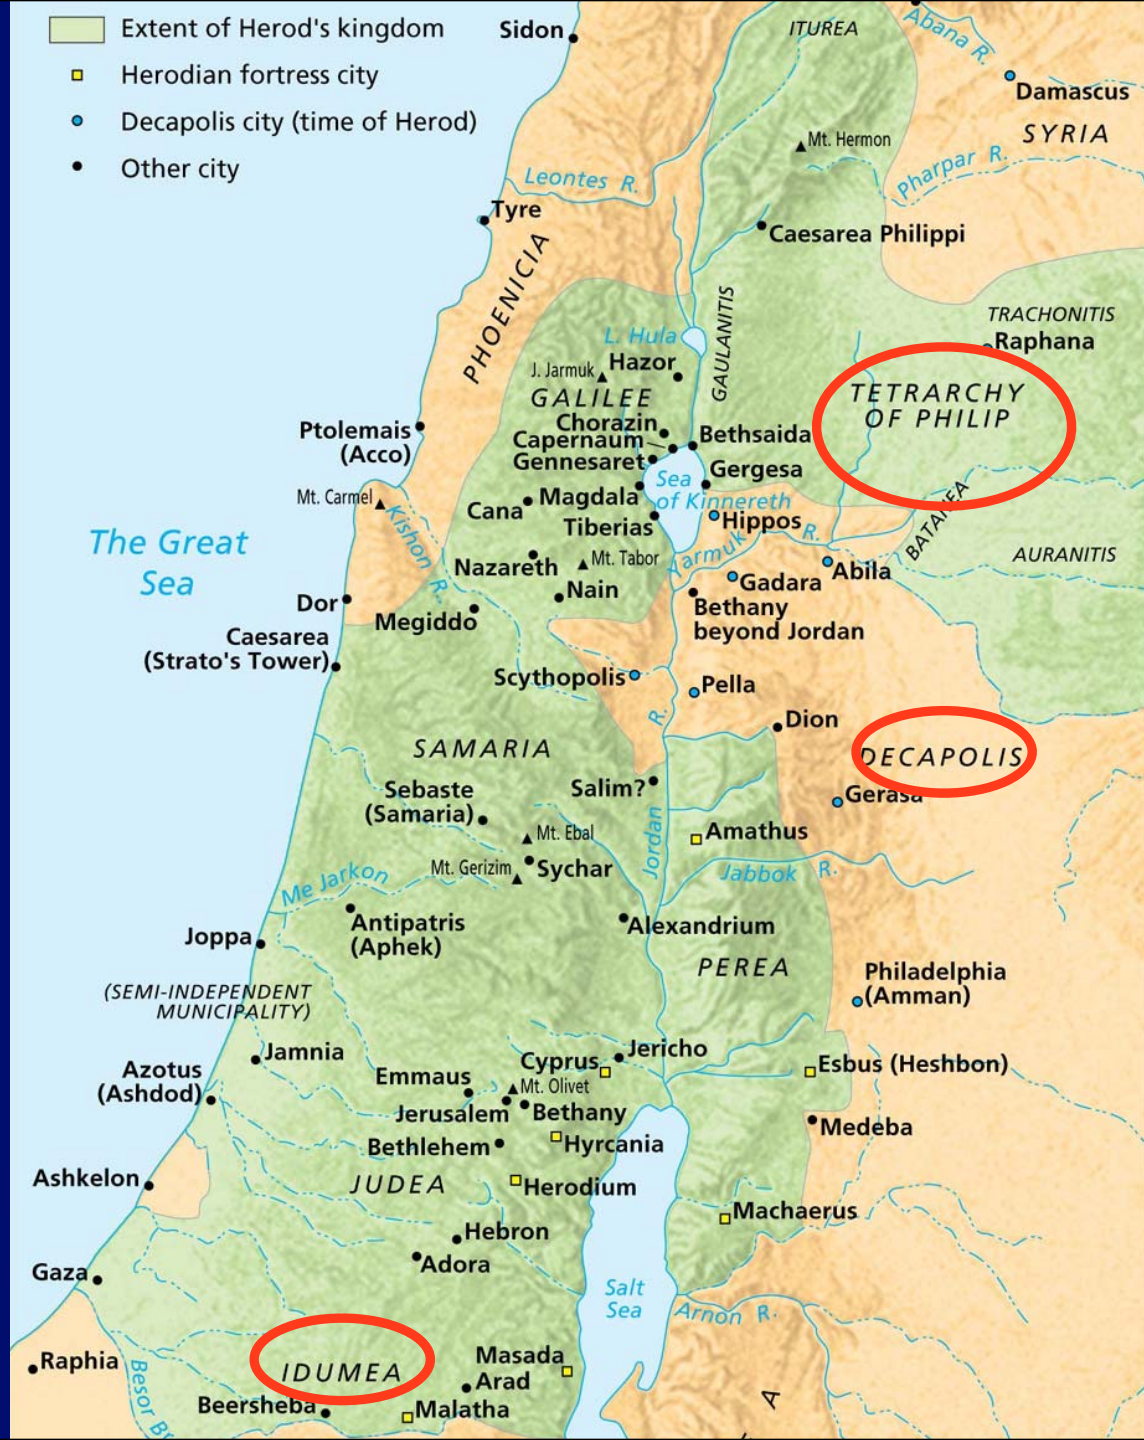 Extent of Herod's kingdom
Herodian fortress city
Decapolis city (time of Herod)
Other city
Sidon
ITUREA
Abana R.
Damascus
SYRIA
Mt. Hermon
Pharpar R.
Leontes R.
Tyre
Caesarea Philippi
PHOENICIA
GAULANITIS
TRACHONITIS
Raphana
L. Hula
Hazor
J. Jarmuk
GALILEE
TETRARCHY
OF PHILIP
Chorazin
Capernaum
Gennesaret
Bethsaida
Ptolemais
(Acco)
Gergesa
Sea
of Kinnereth
Mt. Carmel
Magdala
Cana
Kishon R.
Tiberias
Hippos
BATANEA
Yarmuk R.
The Great
Sea
Nazareth
Mt. Tabor
Abila
AURANITIS
Gadara
Nain
Dor
Megiddo
Bethany
beyond Jordan
Caesarea
(Strato's Tower)
Scythopolis
Pella
Dion
SAMARIA
DECAPOLIS
Salim?
Sebaste
(Samaria)
Gerasa
Mt. Ebal
Amathus
Jordan R.
Mt. Gerizim
Sychar
Jabbok R.
Me Jarkon
Antipatris
(Aphek)
Alexandrium
Joppa
PEREA
Philadelphia
(Amman)
(SEMI-INDEPENDENT
MUNICIPALITY)
Jamnia
Jericho
Cyprus
Esbus (Heshbon)
Azotus
(Ashdod)
Emmaus
Mt. Olivet
Jerusalem
Bethany
Medeba
Bethlehem
Hyrcania
Ashkelon
JUDEA
Herodium
Machaerus
Hebron
Adora
Gaza
Salt
Sea
Arnon R.
Raphia
IDUMEA
Masada
Arad
Besor Br
Beersheba
Malatha
A